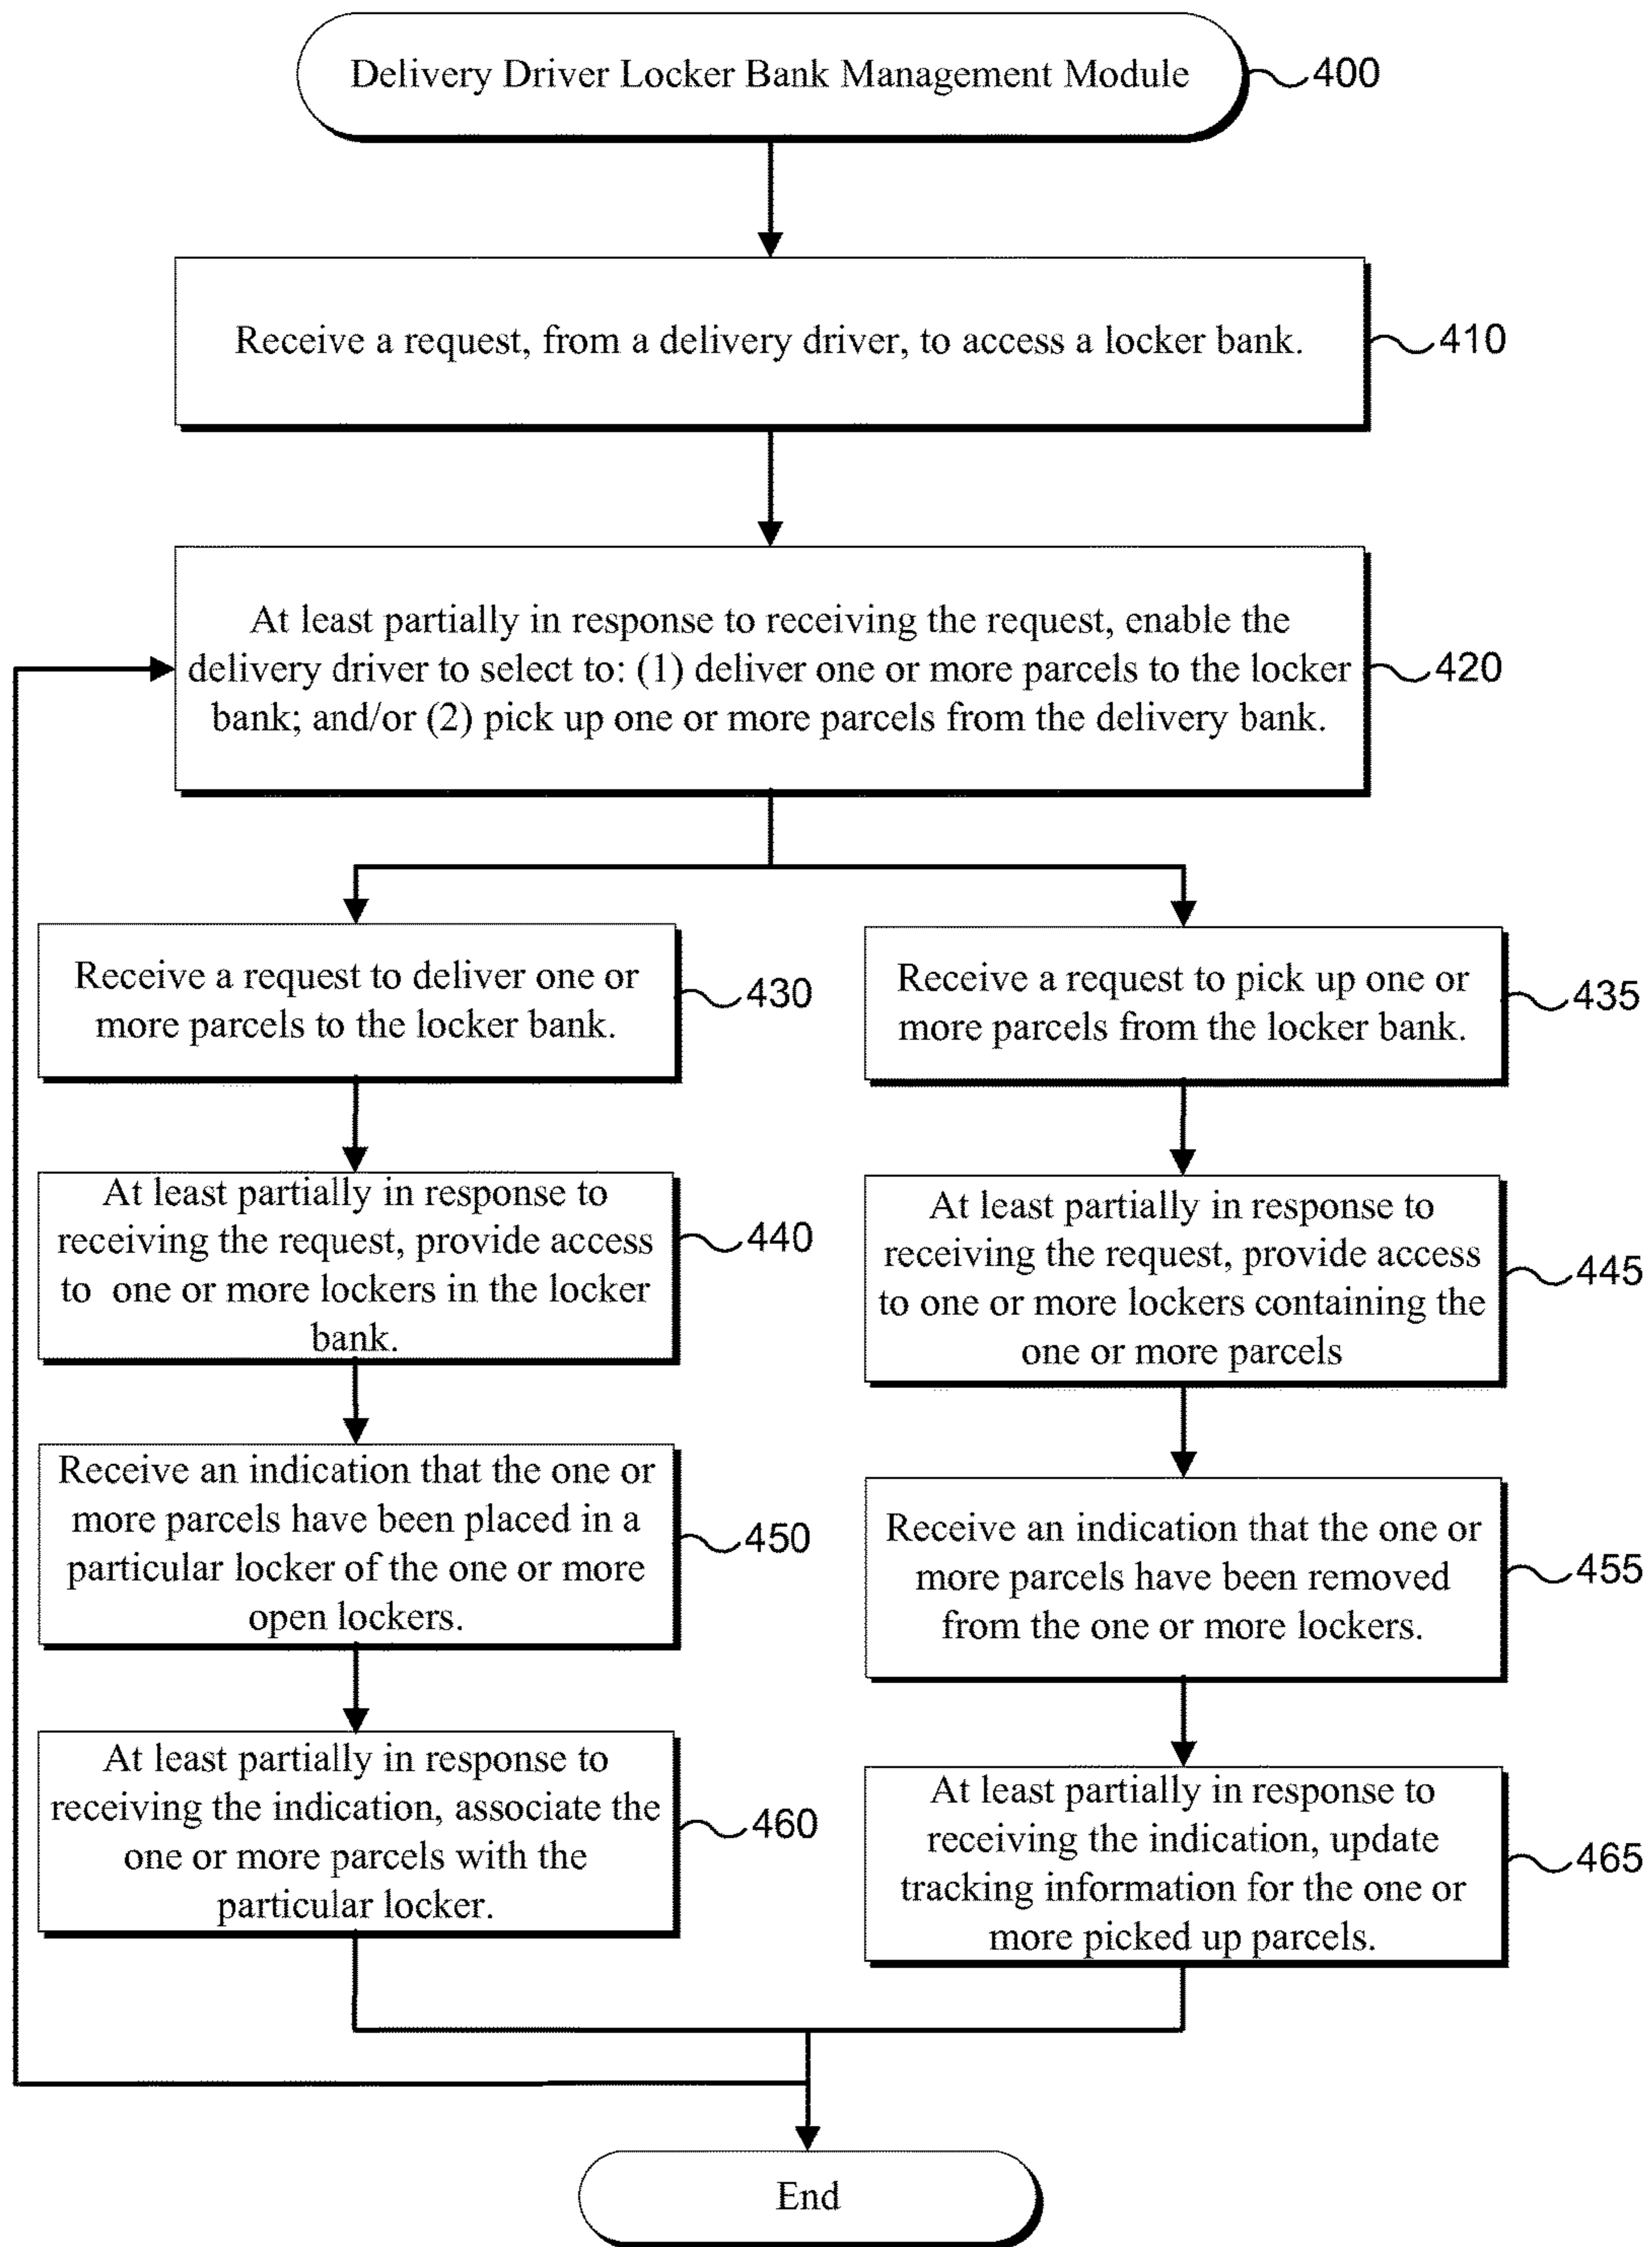 Delivery Driver Locker Bank Management Module
400
Receive a request, from a delivery driver, to access a locker bank.
410
At least partially in response to receiving the request, enable the
delivery driver to select to: (1) deliver one or more parcels to the locker
bank; and/or (2) pick up one or more parcels from the delivery bank.
420
Receive a request to deliver one or
more parcels to the locker bank.
430
Receive a request to pick up one or
more parcels from the locker bank.
435
At least partially in response to
receiving the request, provide access
to one or more lockers in the locker
bank.
440
At least partially in response to
receiving the request, provide access
to one or more lockers containing the
one or more parcels
445
Receive an indication that the one or
more parcels have been placed in a
particular locker of the one or more
open lockers.
450
Receive an indication that the one or
more parcels have been removed
from the one or more lockers.
455
At least partially in response to
receiving the indication, associate the
one or more parcels with the
particular locker.
460
At least partially in response to
receiving the indication, update
tracking information for the one or
more picked up parcels.
465
End